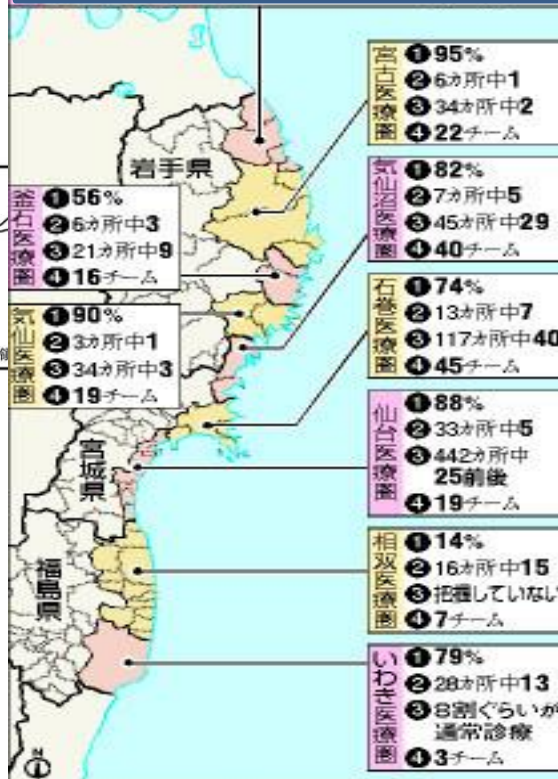 宮古医療圏
❶95%
❷6カ所中1
❸34カ所中2
❹22チーム
岩手県
気仙沼医療圏
❶82%
❷7カ所中5
❸45カ所中29
❹40チーム
釜石医療圏
❶56%
❷6カ所中3
❸21カ所中9
❹16チーム
石巻医療圏
❶74%
❷13カ所中7
❸117カ所中40
❹45チーム
気仙医療圏
❶90%
❷3カ所中1
❸34カ所中3
❹19チーム
仙台医療圏
❶88%
❷33カ所中5
❸442カ所中
25前後
❹19チーム
宮城県
相双医療圏
❶14%
❷16カ所中15
❸把握していない
❹7チーム
福島県
いわき医療圏
❶79%
❷28カ所中13
❸8割ぐらいが
通常診療
❹3チーム
N